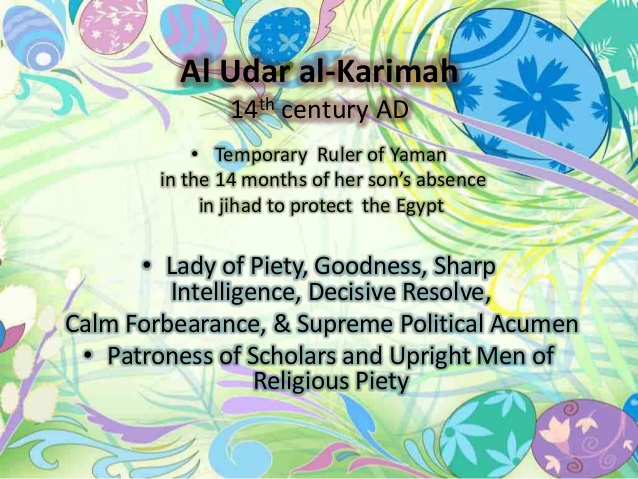 Al Udar al-Karimah
14th century AD
• Temporary Ruler of Yaman
in the 14 months of her son's absence
in jihad to protect the Egypt
• Lady of Piety, Goodness, Sharp
Intelligence, Decisive Resolve,
Calm Forbearance, & Supreme Political Acumen
• Patroness of Scholars and Upright Men of
Religious Piety